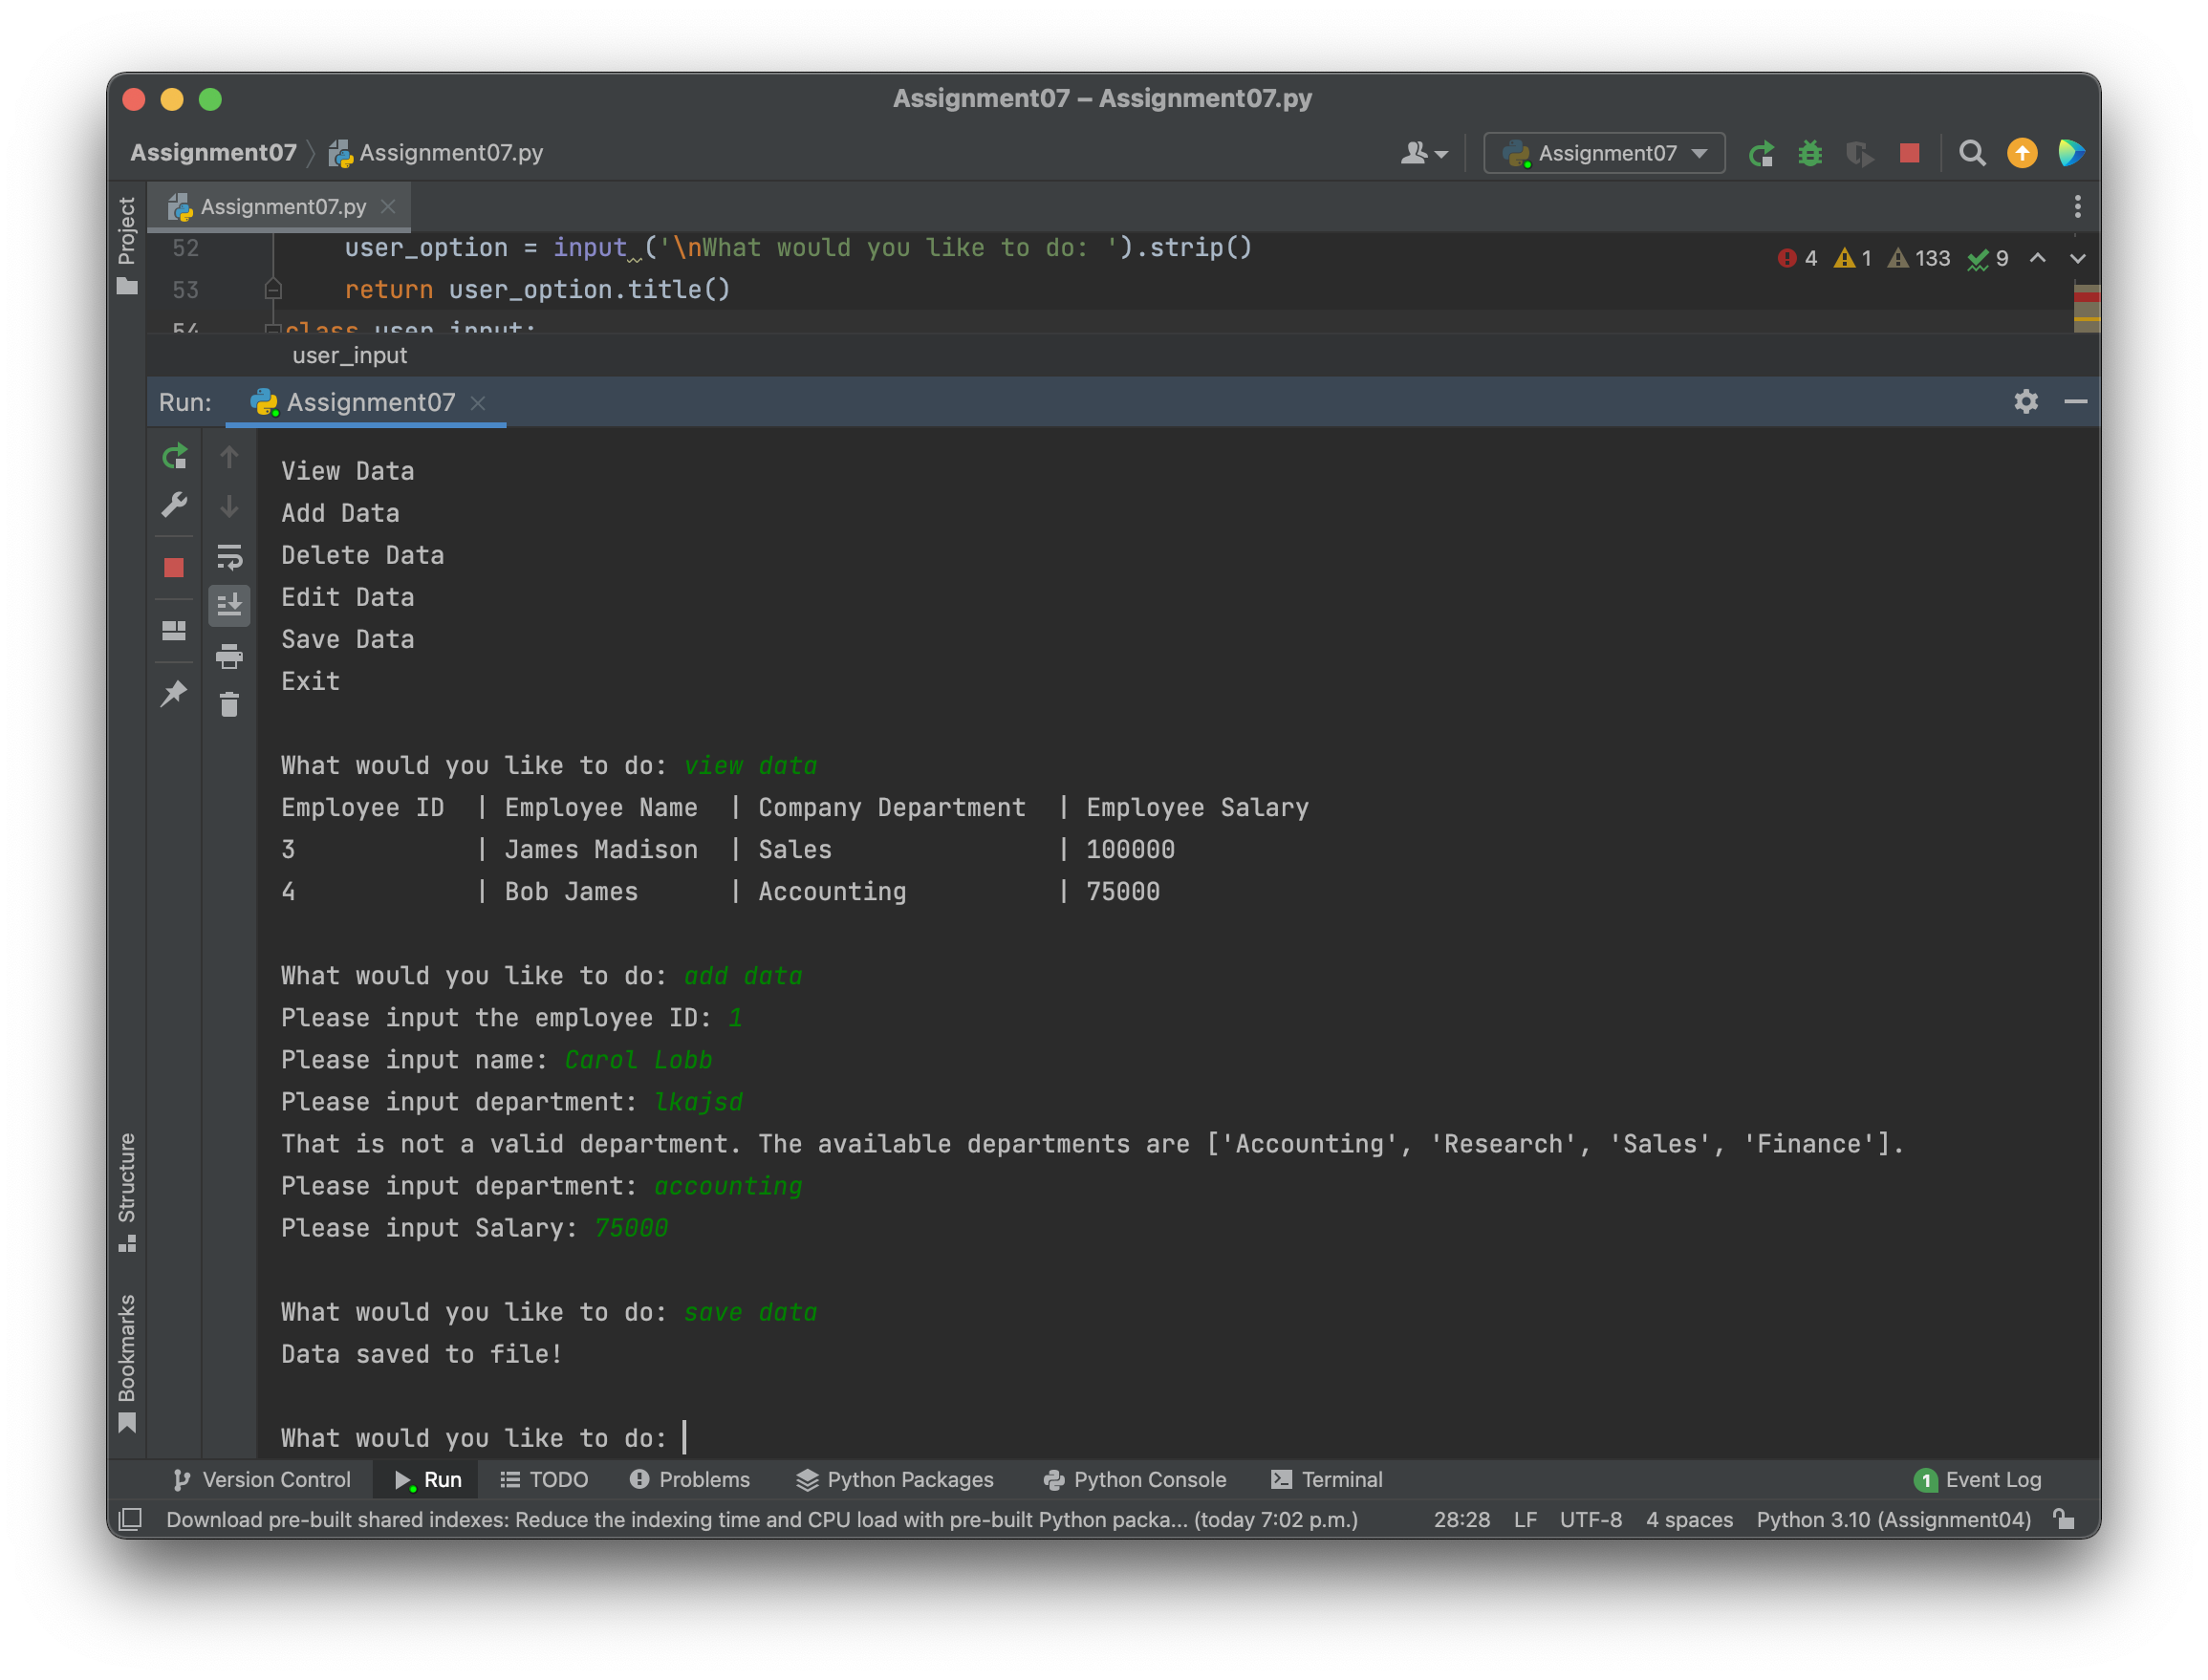 Assignment07 – Assignment07.py
Assignment07 Assignment07.py Assignment07
Project
Assignment07.py
52 user_option = input ('\nWhat would you like to do: ').strip()
4 1 133 9
53 return user_option.title()
54 class user_input:
user_input
Run: Assignment07
View Data
Add Data
Delete Data
Edit Data
Save Data
Exit
What would you like to do: view data
Employee ID | Employee Name | Company Department | Employee Salary
3 | James Madison | Sales | 100000
4 | Bob James | Accounting | 75000
What would you like to do: add data
Please input the employee ID: 1
Please input name: Carol Lobb
Please input department: lkajsd
That is not a valid department. The available departments are ['Accounting', 'Research', 'Sales', 'Finance'].
Please input department: accounting
Please input Salary: 75000
What would you like to do: save data
Data saved to file!
What would you like to do:
Structure
Bookmarks
Version Control Run TODO Problems Python Packages Python Console Terminal 1 Event Log
Download pre-built shared indexes: Reduce the indexing time and CPU load with pre-built Python packa... (today 7:02 p.m.) 28:28 LF UTF-8 4 spaces Python 3.10 (Assignment04)